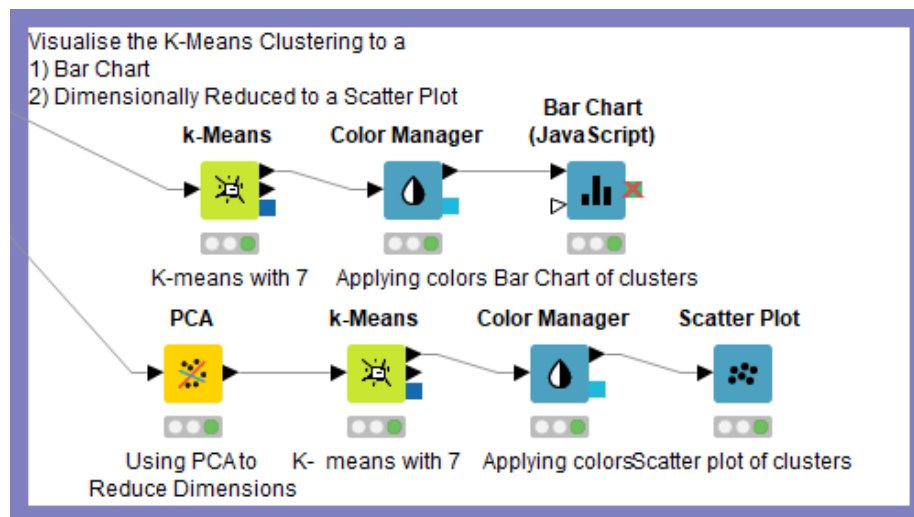 Visualise the K-Means Clustering to a
1) Bar Chart
2) Dimensionally Reduced to a Scatter Plot
k-Means
Color Manager
Bar Chart
(JavaScript)
K-means with 7
Applying colors
Bar Chart of clusters
PCA
k-Means
Color Manager
Scatter Plot
Using PCA to
Reduce Dimensions
K- means with 7
Applying colors
Scatter plot of clusters